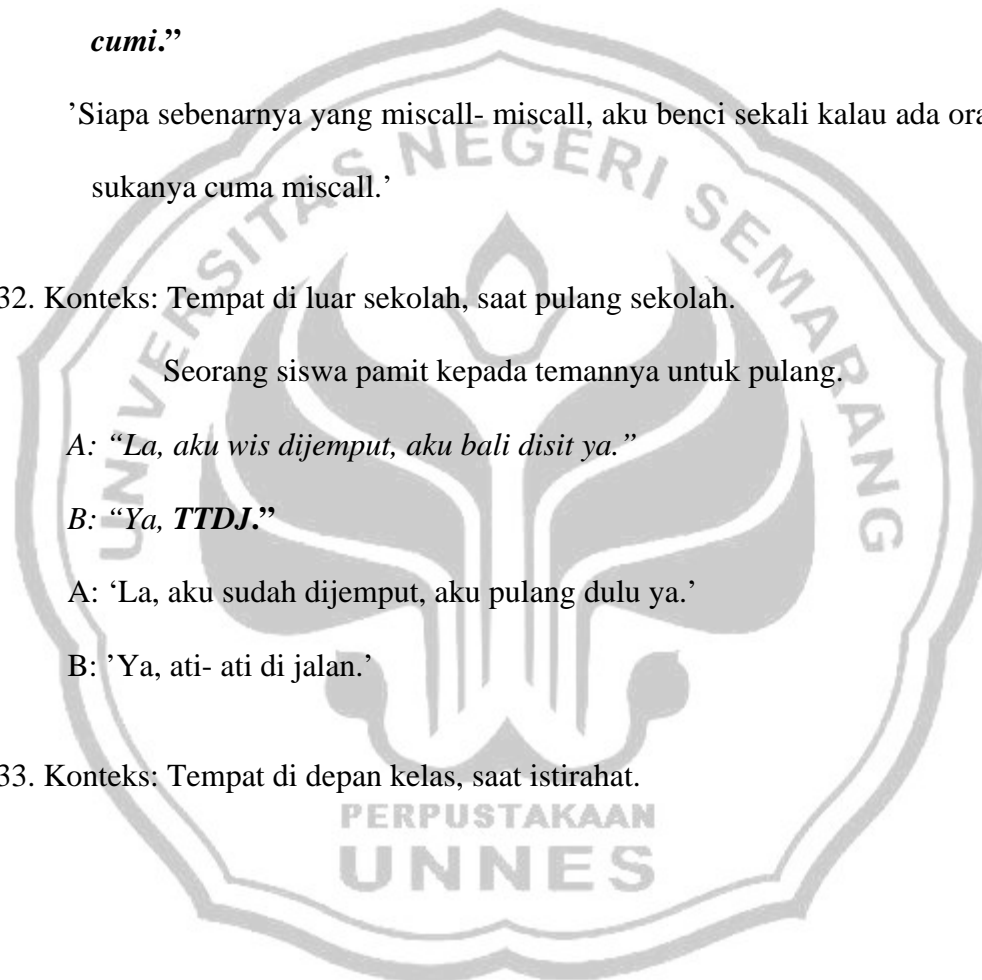 cumi.”
’Siapa sebenarnya yang miscall- miscall, aku benci sekali kalau ada
sukanya cuma miscall.’
UNIVERSITAS NEGERI SEMARANG
32. Konteks: Tempat di luar sekolah, saat pulang sekolah.
Seorang siswa pamit kepada temannya untuk pulang.
A: “La, aku wis dijemput, aku bali disit ya.”
B: “Ya, TTDJ.”
A: ‘La, aku sudah dijemput, aku pulang dulu ya.’
B: ’Ya, ati- ati di jalan.’
33. Konteks: Tempat di depan kelas, saat istirahat.
PERPUSTAKAAN
UNNES